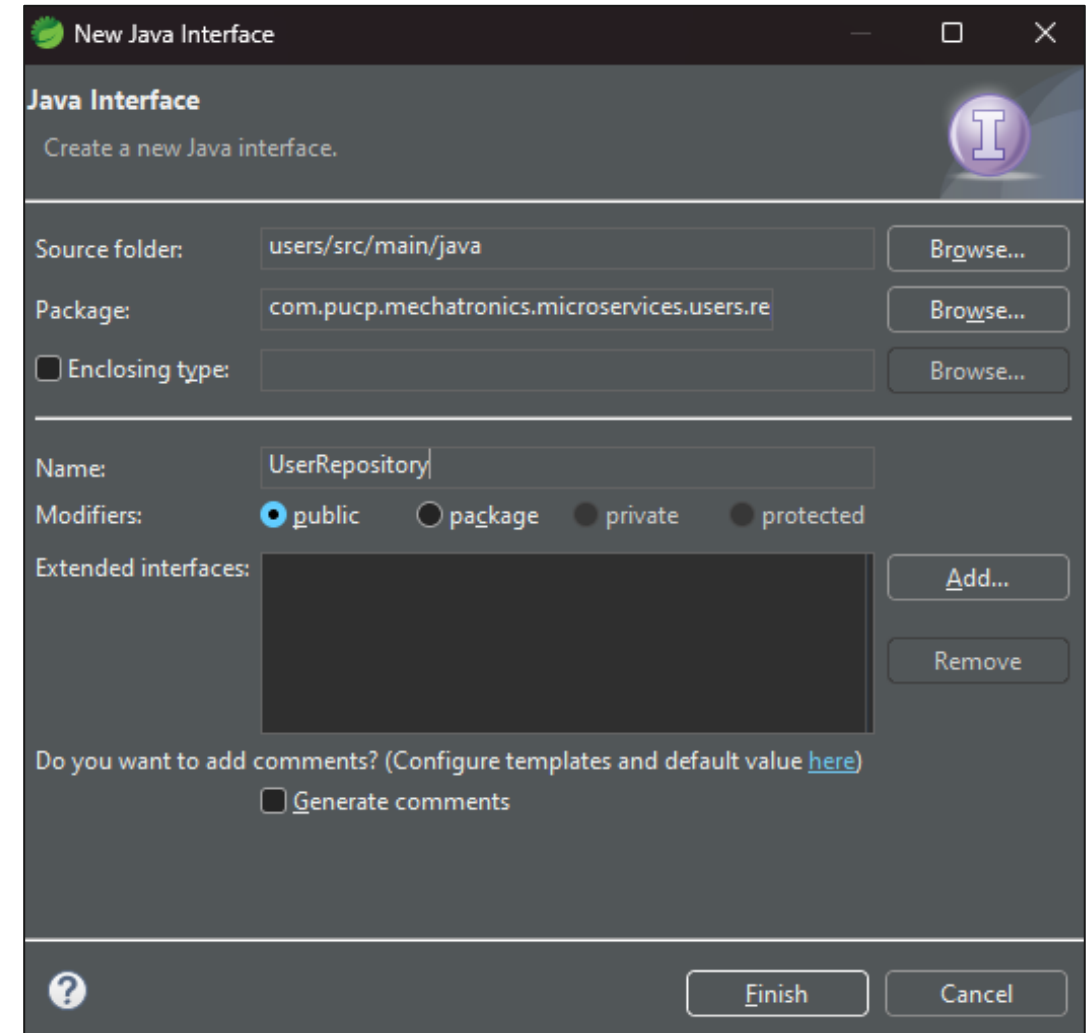 New Java Interface
Java Interface
Create a new Java interface.
Source folder:
users/src/main/java
Browse...
Package:
com.pucp.mechatronics.microservices.users.re
Browse...
Enclosing type:
Browse...
Name:
UserRepository
Modifiers:
public
package
private
protected
Extended interfaces:
Add...
Remove
Do you want to add comments? (Configure templates and default value here)
Generate comments
Finish
Cancel